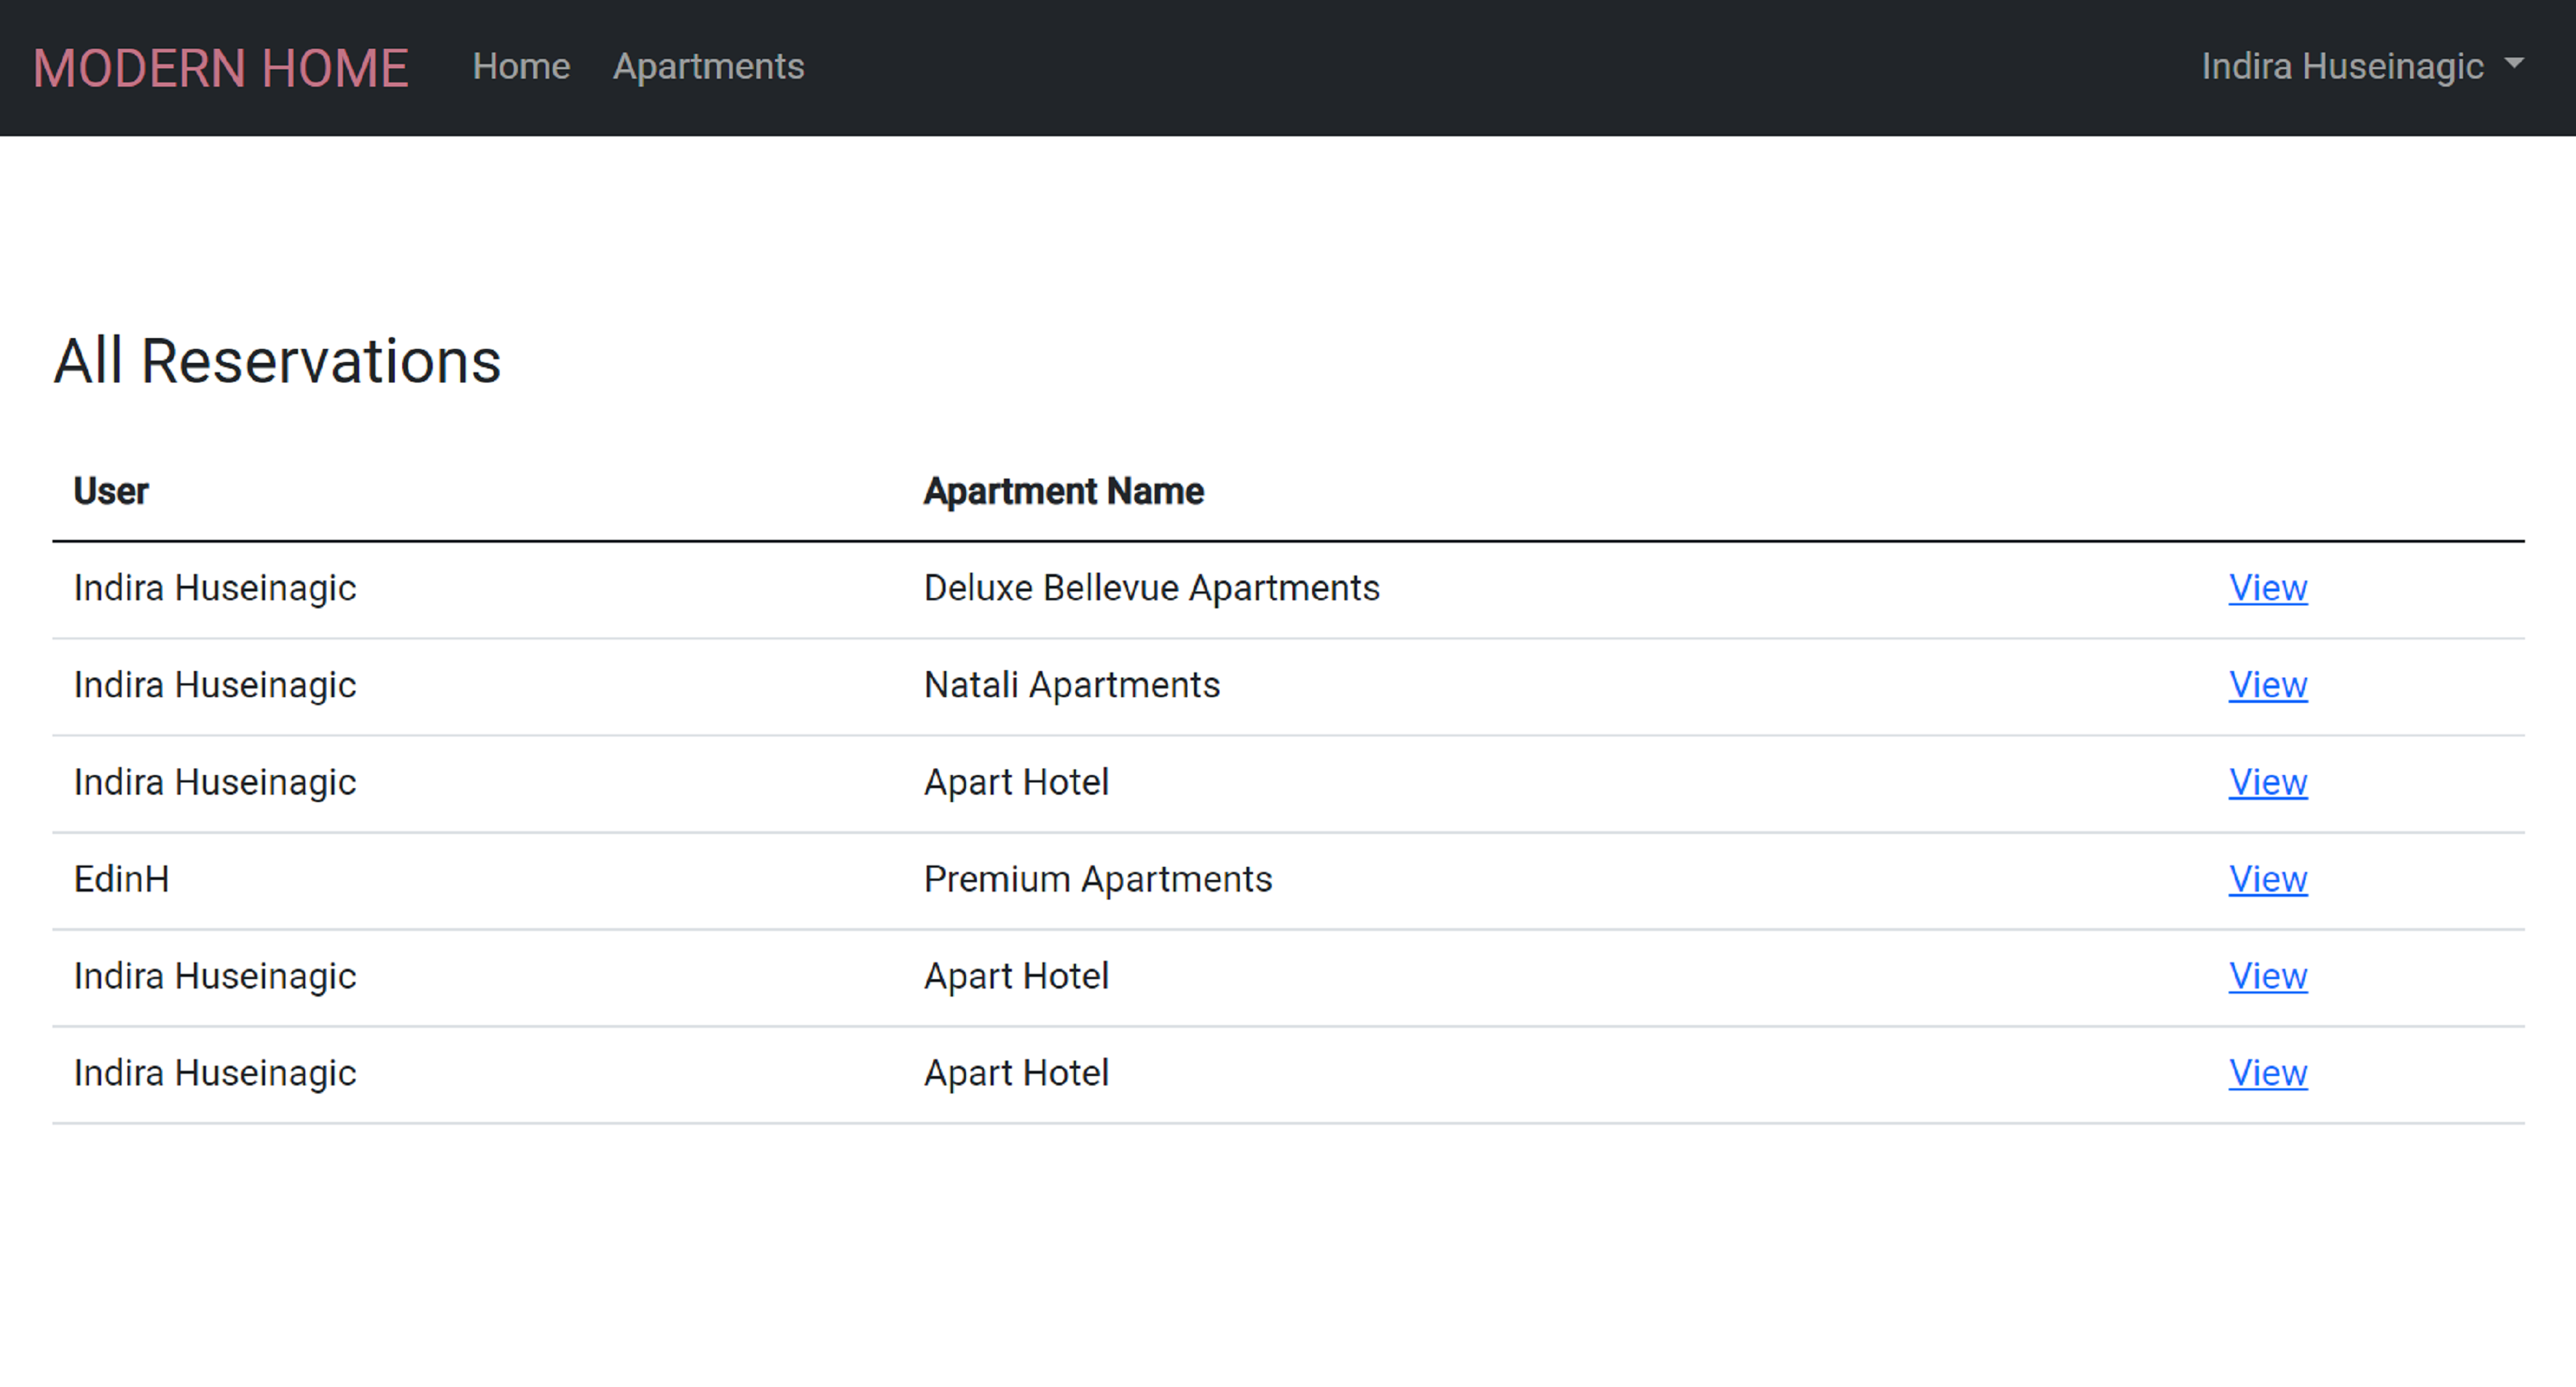 MODERN HOME Home Apartments Indira Huseinagic
All Reservations
User Apartment Name
Indira Huseinagic Deluxe Bellevue Apartments View
Indira Huseinagic Natali Apartments View
Indira Huseinagic Apart Hotel View
EdinH Premium Apartments View
Indira Huseinagic Apart Hotel View
Indira Huseinagic Apart Hotel View